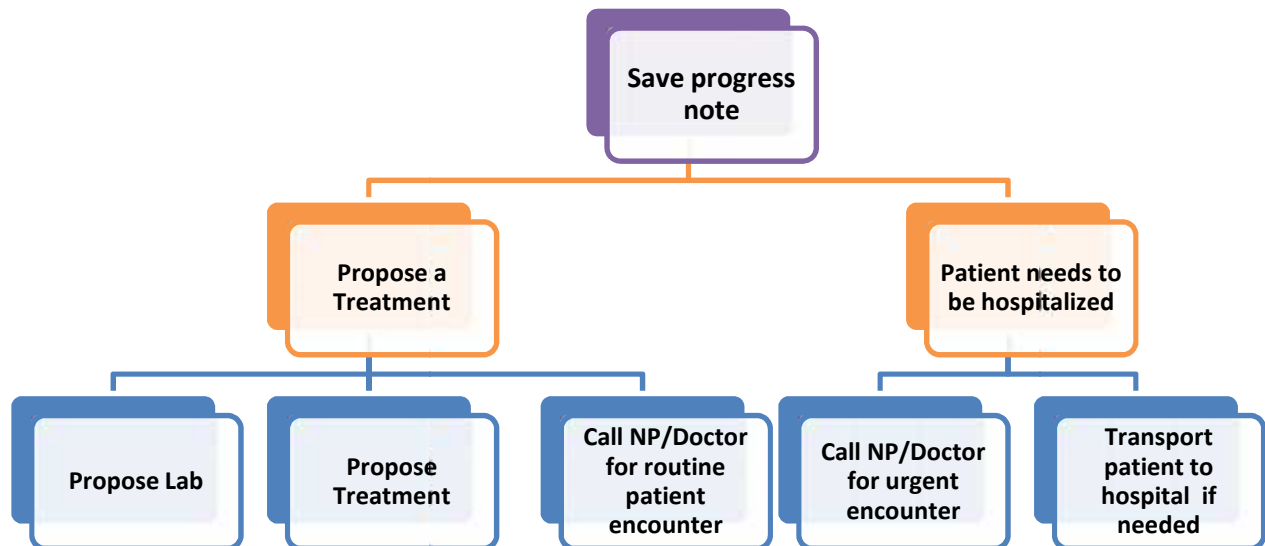 Save progress
note
Propose a
Treatment
Patient needs to
be hospitalized
Propose Lab
Propose
Treatment
Call NP/Doctor
for routine
patient
encounter
Call NP/Doctor
for urgent
encounter
Transport
patient to
hospital if
needed